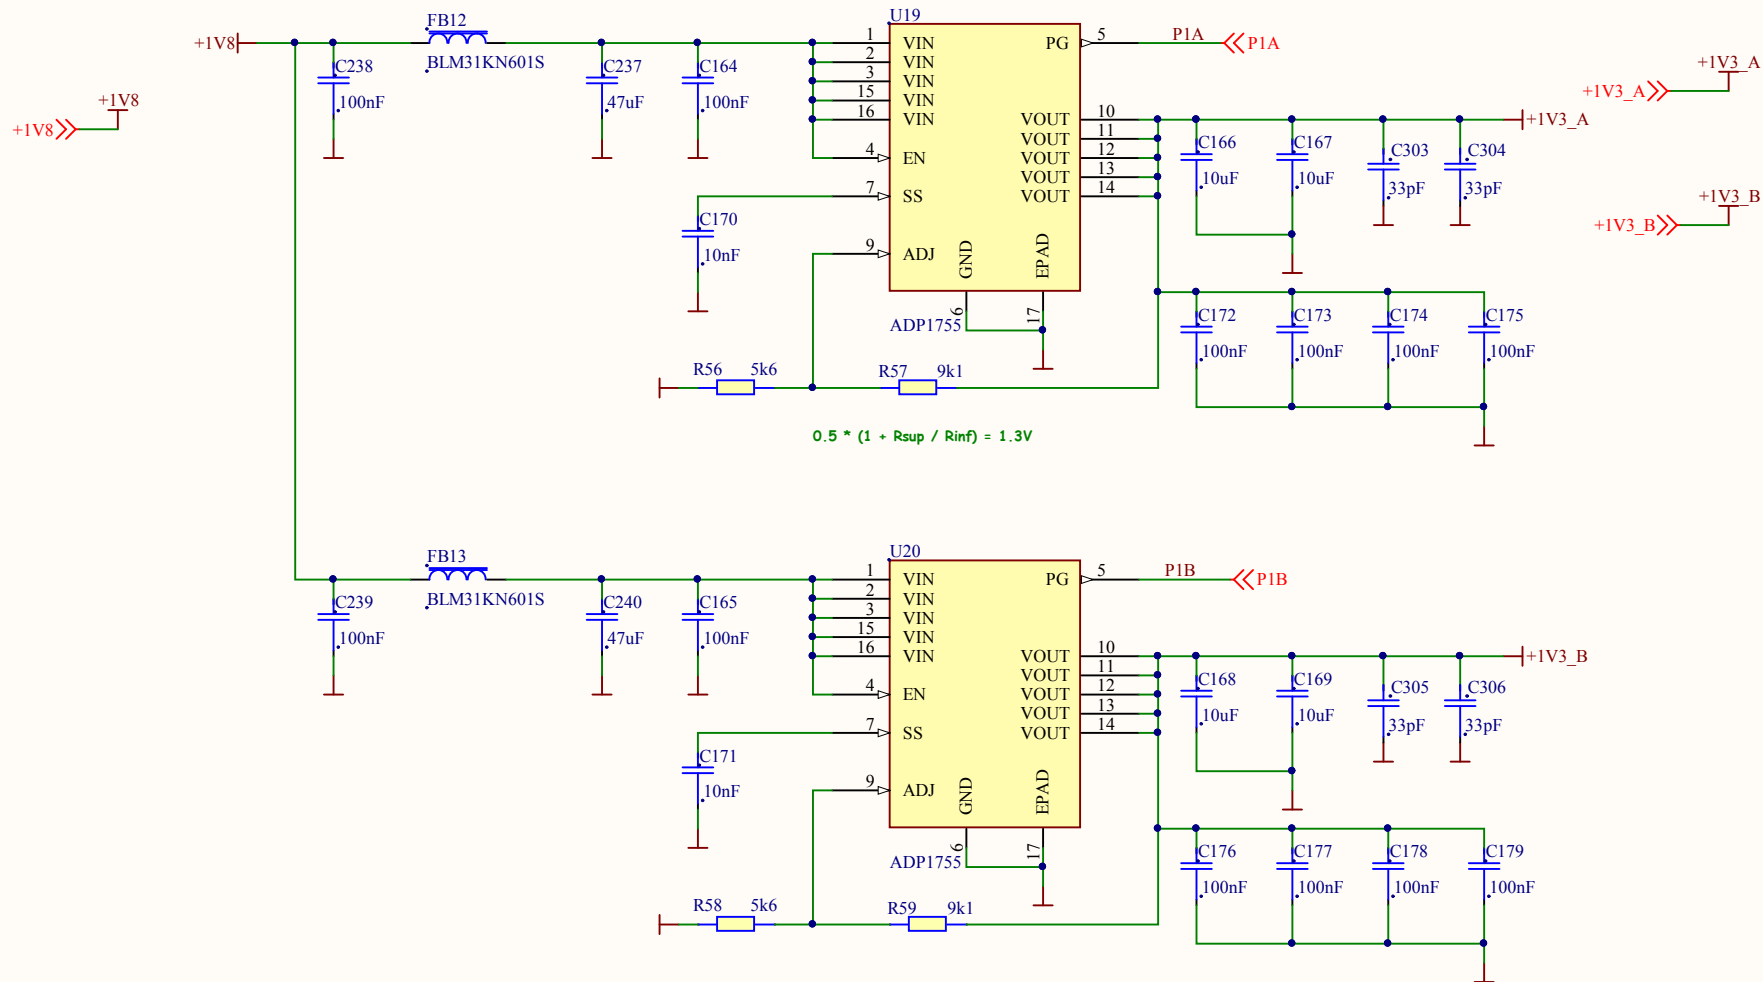 FB12
+1V8
BLM31KN601S
C238
100nF
C237
47uF
C164
100nF
U19
1 VIN
2 VIN
3 VIN
15 VIN
16 VIN
4 EN
7 SS
9 ADJ
PG 5
VOUT 10
VOUT 11
VOUT 12
VOUT 13
VOUT 14
GND
EPAD
6
17
ADP1755
P1A
P1A
+1V8
+1V8
+1V3_A
+1V3_A
+1V3_B
+1V3_B
+1V3_A
C166
10uF
C167
10uF
C303
33pF
C304
33pF
C170
10nF
C172
100nF
C173
100nF
C174
100nF
C175
100nF
R56 5k6
R57 9k1
0.5 * (1 + Rsup / Rinf) = 1.3V
FB13
BLM31KN601S
C239
100nF
C240
47uF
C165
100nF
U20
1 VIN
2 VIN
3 VIN
15 VIN
16 VIN
4 EN
7 SS
9 ADJ
PG 5
VOUT 10
VOUT 11
VOUT 12
VOUT 13
VOUT 14
GND
EPAD
6
17
ADP1755
P1B
P1B
+1V3_B
C168
10uF
C169
10uF
C305
33pF
C306
33pF
C171
10nF
C176
100nF
C177
100nF
C178
100nF
C179
100nF
R58 5k6
R59 9k1